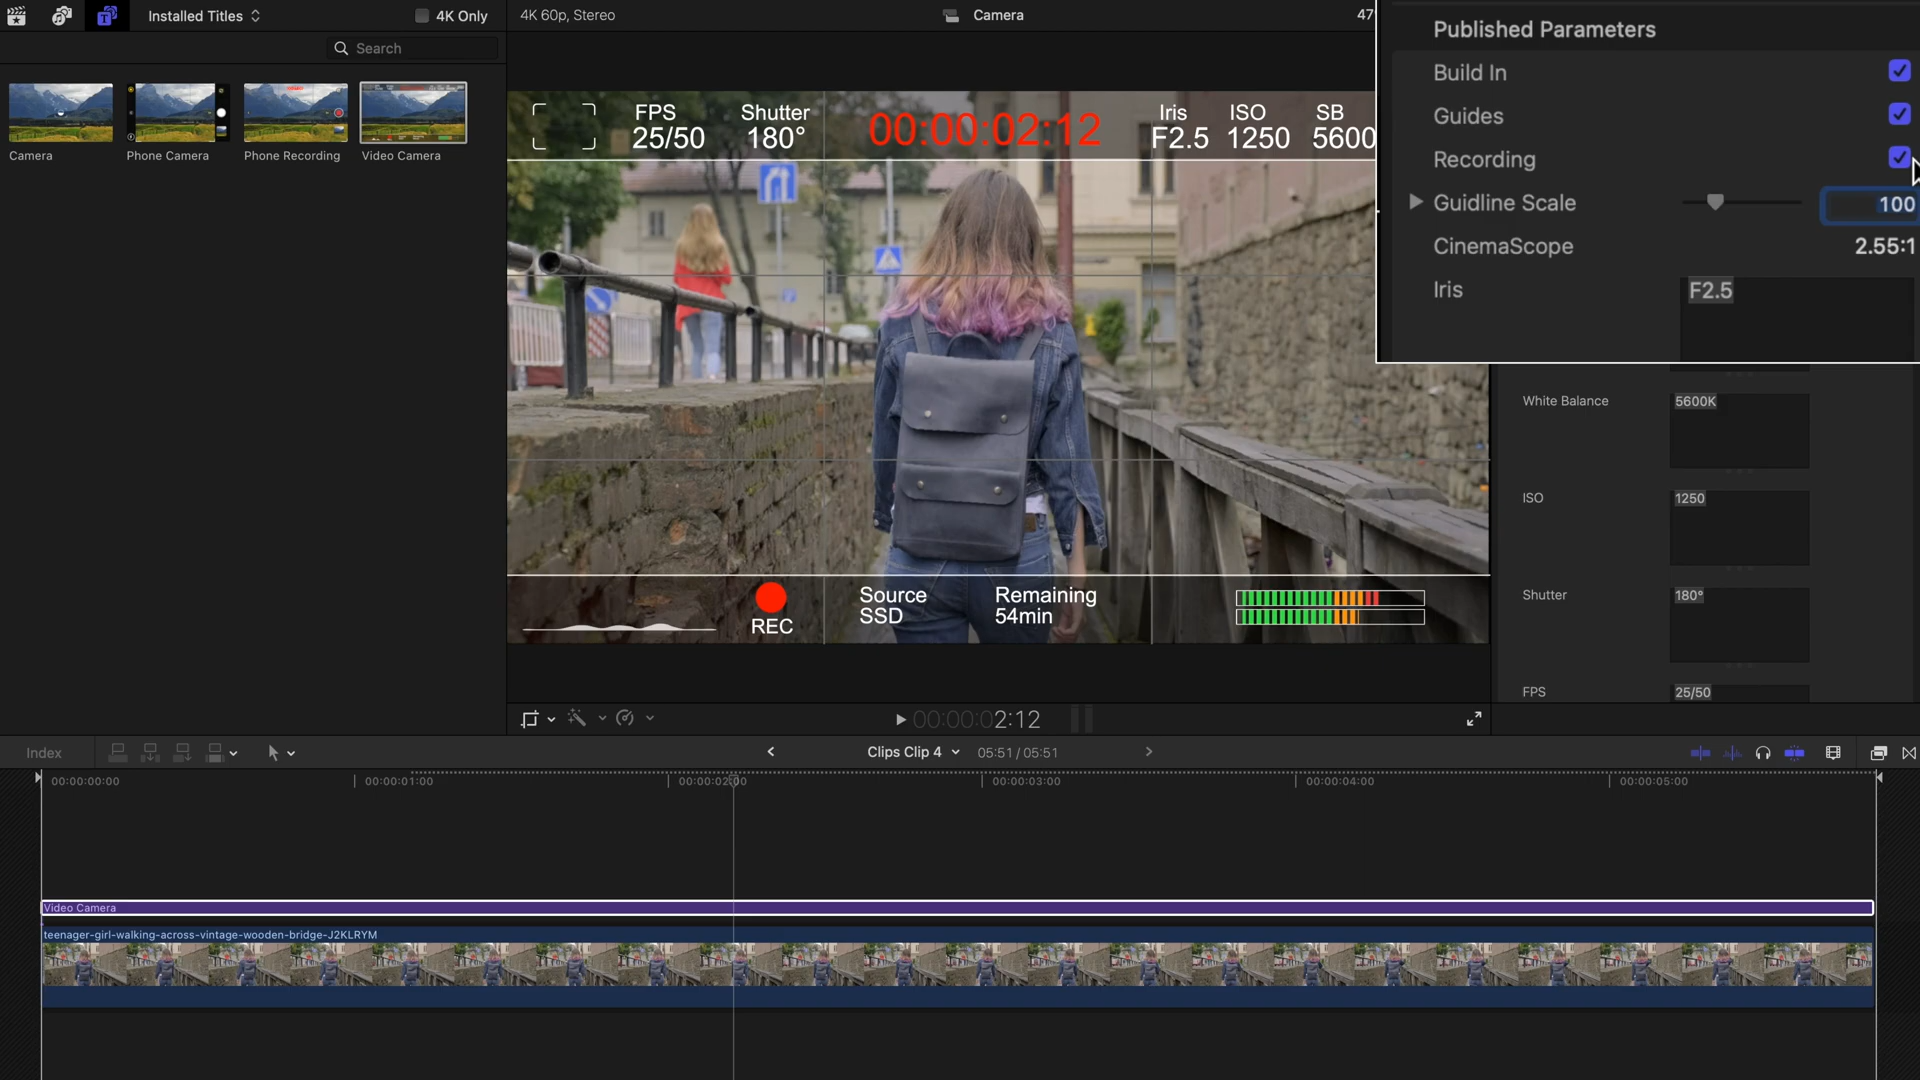 Installed Titles
4K Only
4K 60p, Stereo
Camera
47
Search
Camera
Phone Camera
Phone Recording
Video Camera
FPS
25/50
Shutter
180°
00:00:02:12
Iris
F2.5
ISO
1250
SB
5600
REC
Source
SSD
Remaining
54min
Published Parameters
Build In
Guides
Recording
Guidline Scale
100
CinemaScope
2.55:1
Iris
F2.5
White Balance
5600K
ISO
1250
Shutter
180°
FPS
25/50
00:00:02:12
Index
Clips Clip 4
05:51 / 05:51
00:00:00:00
00:00:01:00
00:00:02:00
00:00:03:00
00:00:04:00
00:00:05:00
Video Camera
teenager-girl-walking-across-vintage-wooden-bridge-J2KLRYM